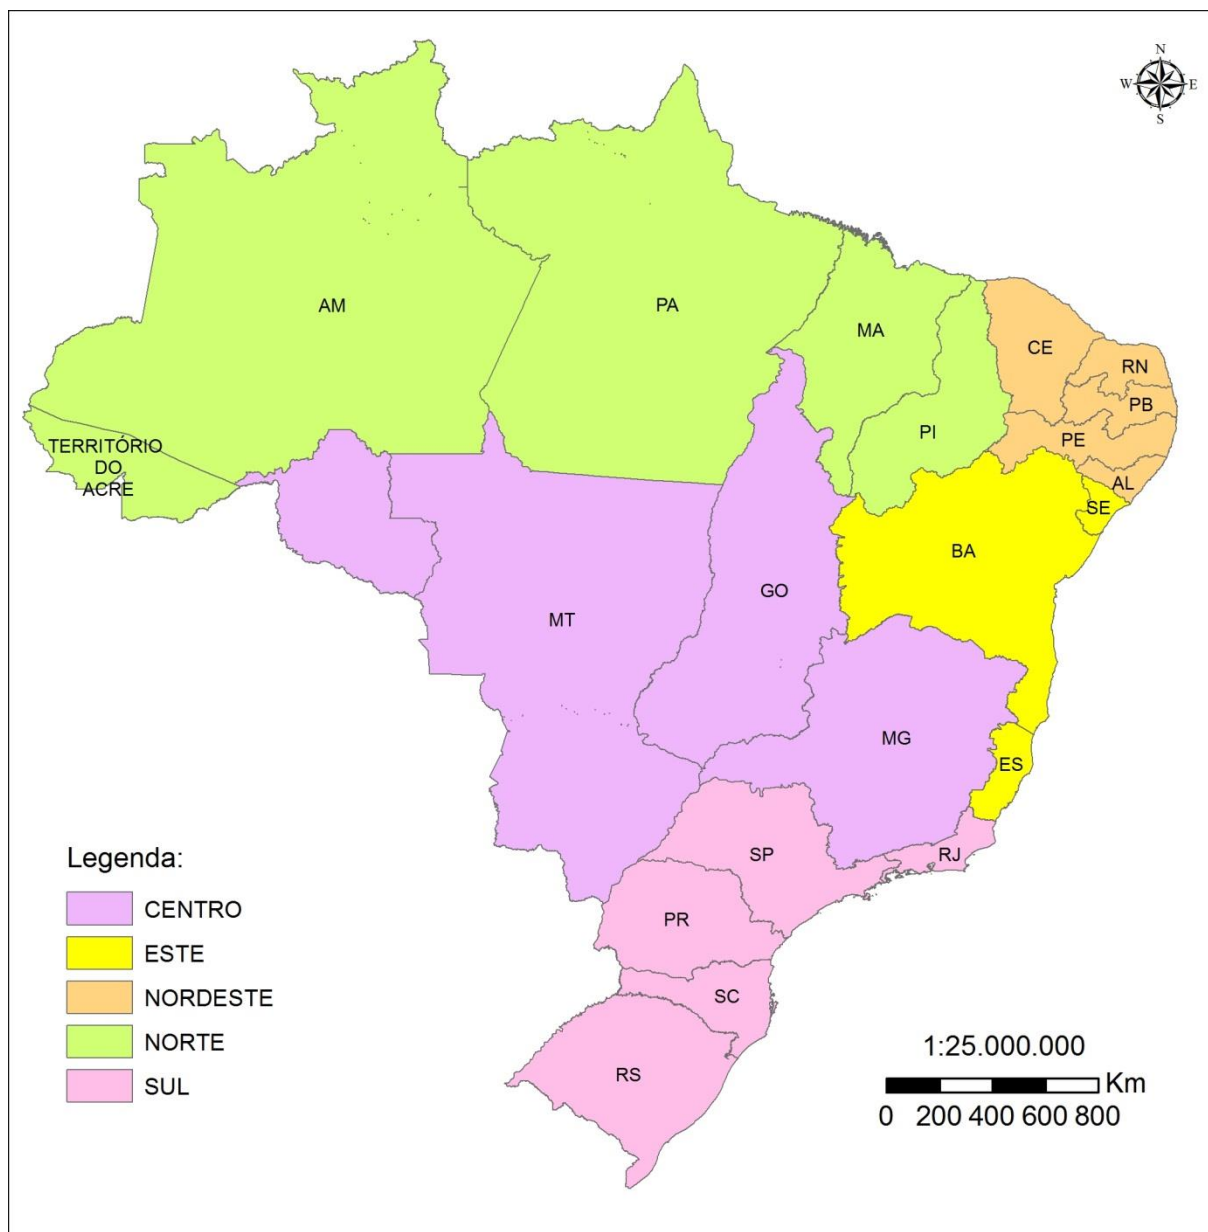 N
W E
S
AM
PA
MA
CE
RN
PB
PI
PE
TERRITÓRIO
DO
ACRE
AL
SE
BA
GO
MT
MG
ES
SP
RJ
PR
SC
RS
Legenda:
CENTRO
ESTE
NORDESTE
NORTE
SUL
1:25.000.000
Km
0 200 400 600 800